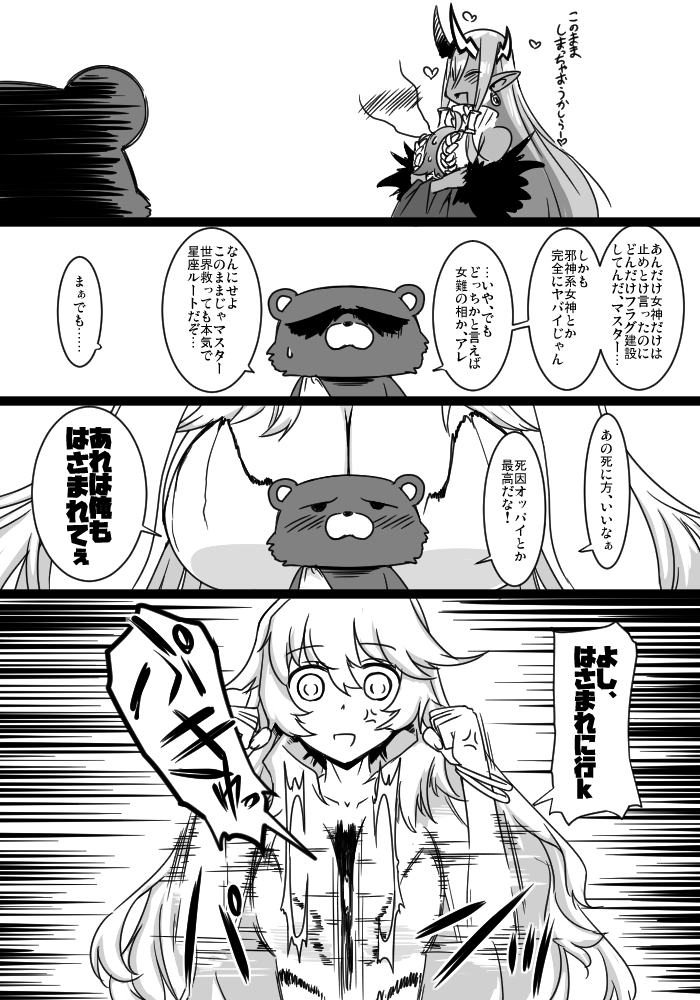 このまま
しまっちゃおうかしらー
あんだけ女神だけは
止めとけ言ったのに
どんだけフラグ建設
してんだ、マスター…
しかも
邪神系女神とか
完全にヤバイじゃん
…いや、でも
どっちかと言えば
女難の相か、アレ
なんにせよ
このままじゃマスター
世界救っても本気で
星座ルートだぞ…
まぁでも……
あの死に方、いいなぁ
死因オッパイとか
最高だな!
あれは俺も
はさまれてぇ
よし、
はさまれに行k
パキゅっ